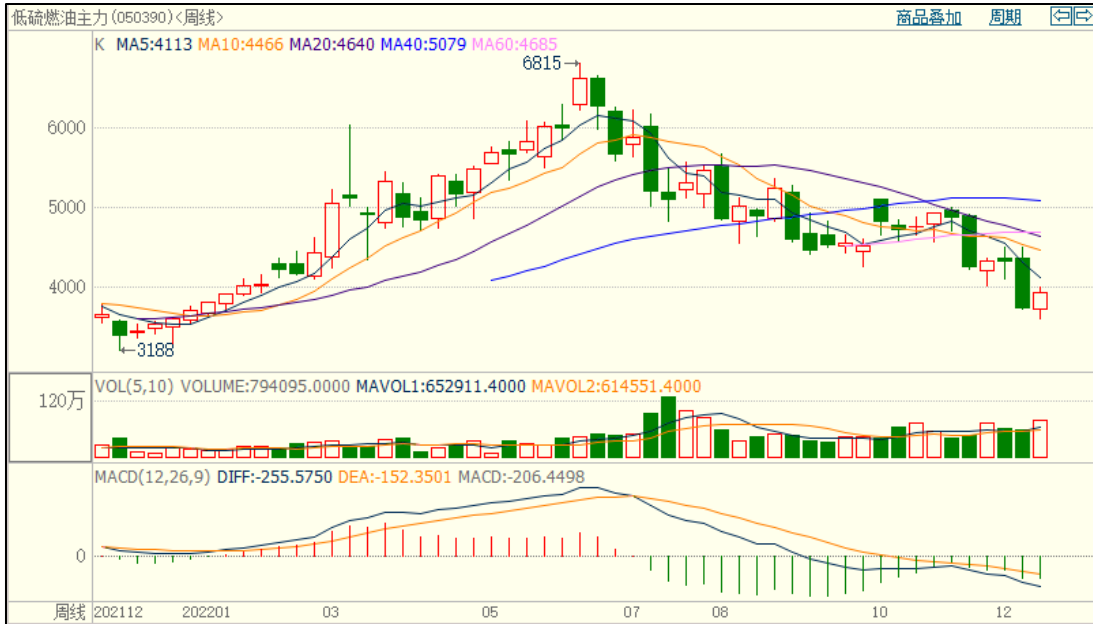 低硫燃油主力(050390)<周线> 商品叠加 周期
K MA5:4113 MA10:4466 MA20:4640 MA40:5079 MA60:4685
6815
6000
5000
4000
3188
VOL(5,10) VOLUME:794095.0000 MAVOL1:652911.4000 MAVOL2:614551.4000
120万
MACD(12,26,9) DIFF:-255.5750 DEA:-152.3501 MACD:-206.4498
0
周线 202112 202201 03 05 07 08 10 12